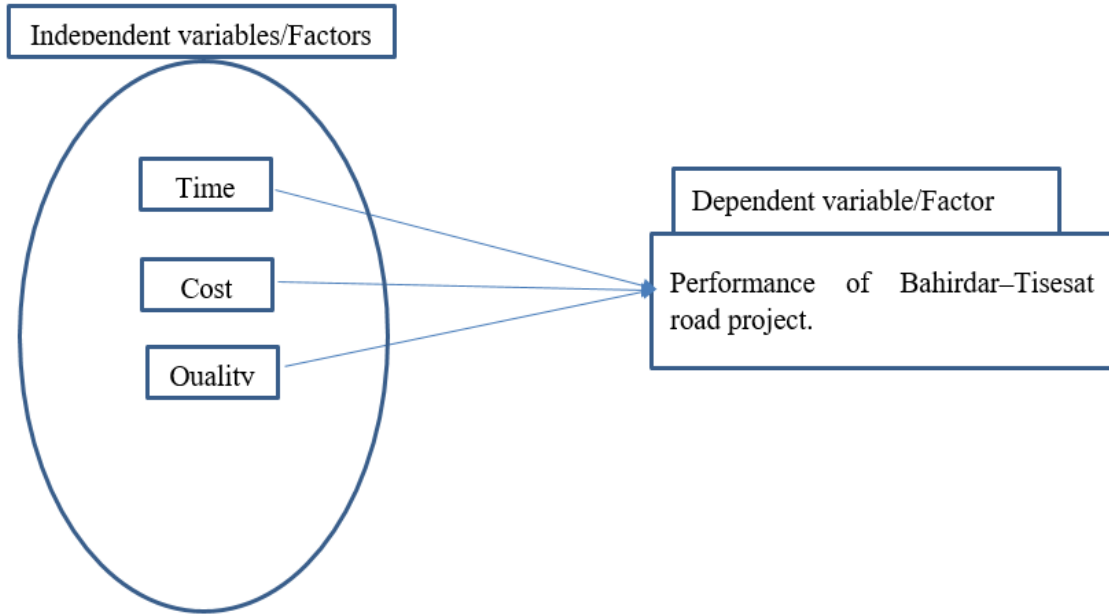 Independent variables/Factors
Time
Cost
Quality
Dependent variable/Factor
Performance of Bahirdar–Tisesat
road project.